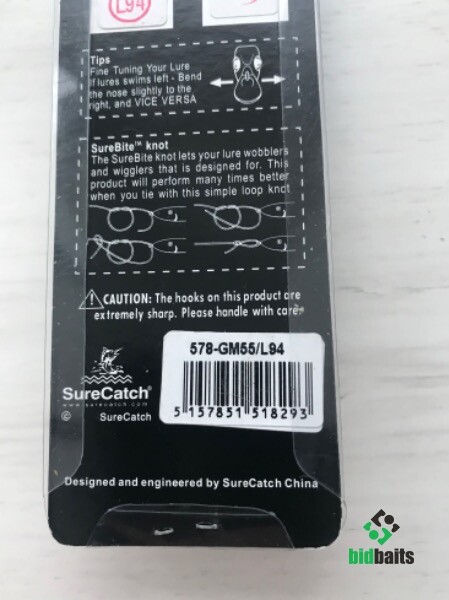 L94
Tips
Fine Tuning Your Lure
If lures swims left - Bend
the nose slightly to the
right, and VICE VERSA
SureBite™ knot
The SureBite knot lets your lure wobblers
and wigglers that is designed for. This
product will perform many times better
when you tie with this simple loop knot
CAUTION: The hooks on this product are
extremely sharp. Please handle with care.
578-GM55/L94
5 157851 518293
SureCatch®
www.surecatch.com
© SureCatch
Designed and engineered by SureCatch China
bidbaits